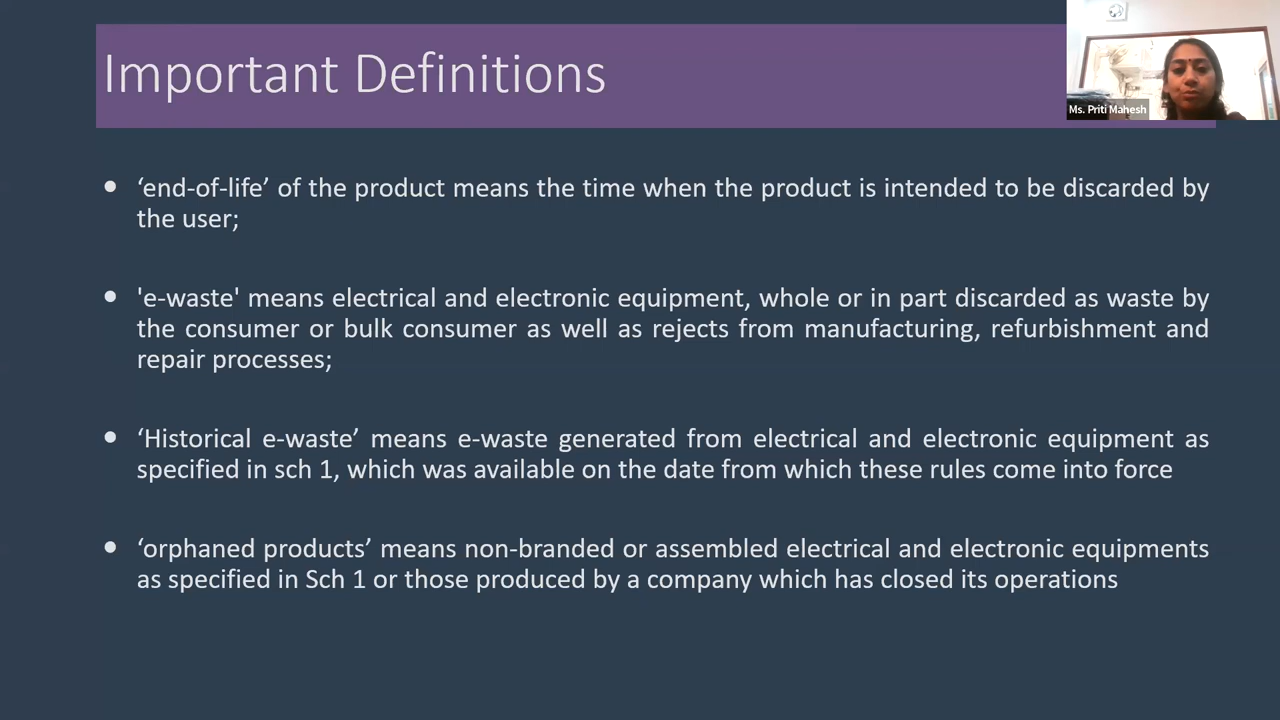 Important Definitions
Ms. Priti Mahesh
• ‘end-of-life’ of the product means the time when the product is intended to be discarded by
the user;
• 'e-waste' means electrical and electronic equipment, whole or in part discarded as waste by
the consumer or bulk consumer as well as rejects from manufacturing, refurbishment and
repair processes;
• ‘Historical e-waste’ means e-waste generated from electrical and electronic equipment as
specified in sch 1, which was available on the date from which these rules come into force
• ‘orphaned products’ means non-branded or assembled electrical and electronic equipments
as specified in Sch 1 or those produced by a company which has closed its operations